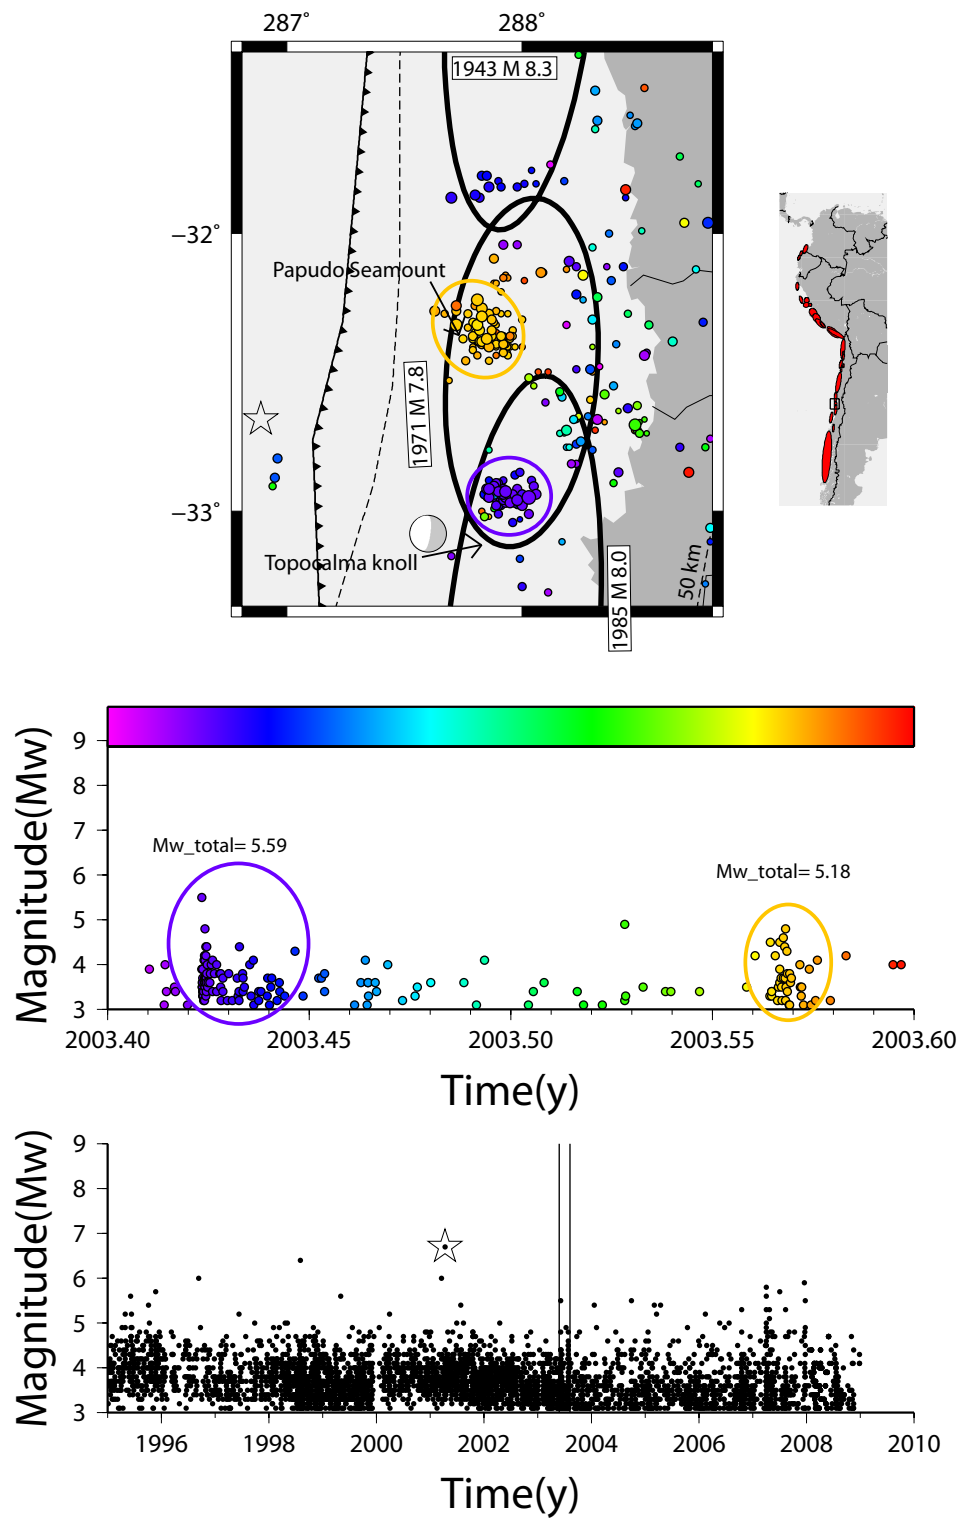 287°
288°
1943 M 8.3
−32°
Papudo Seamount
1971 M 7.8
−33°
Topocalma knoll
1985 M 8.0
50 km
Magnitude(Mw)
9
8
7
6
5
4
3
Mw_total= 5.59
Mw_total= 5.18
2003.40
2003.45
2003.50
2003.55
2003.60
Time(y)
Magnitude(Mw)
9
8
7
6
5
4
3
1996
1998
2000
2002
2004
2006
2008
2010
Time(y)